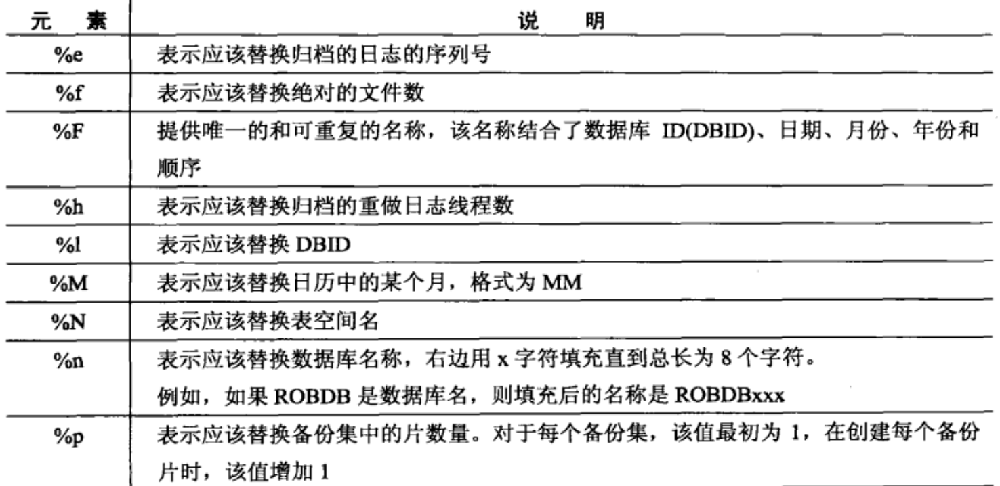 元 素 说 明
%e 表示应该替换归档的日志的序列号
%f 表示应该替换绝对的文件数
%F 提供唯一的和可重复的名称，该名称结合了数据库 ID(DBID)、日期、月份、年份和
顺序
%h 表示应该替换归档的重做日志线程数
%l 表示应该替换 DBID
%M 表示应该替换日历中的某个月，格式为 MM
%N 表示应该替换表空间名
%n 表示应该替换数据库名称，右边用 x 字符填充直到总长为 8 个字符。
例如，如果 ROBDB 是数据库名，则填充后的名称是 ROBDBxxx
%p 表示应该替换备份集中的片数量。对于每个备份集，该值最初为 1，在创建每个备份
片时，该值增加 1